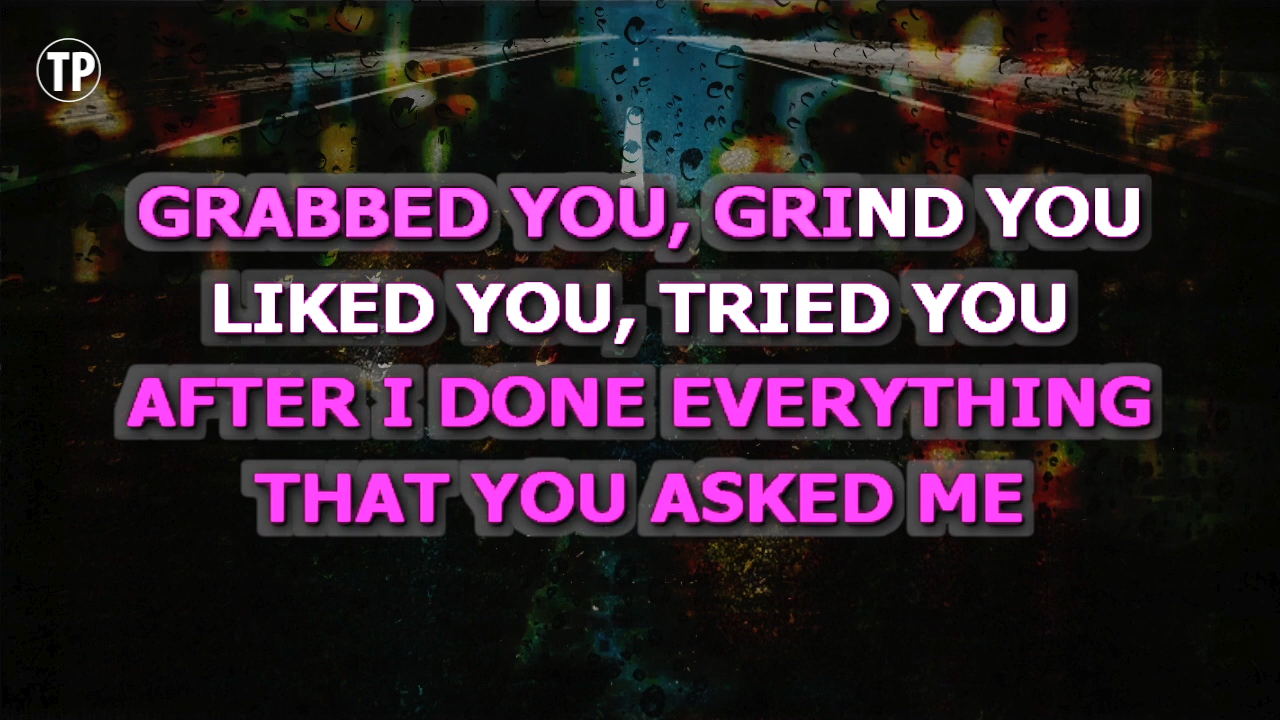 TP
GRABBED YOU, GRIND YOU
LIKED YOU, TRIED YOU
AFTER I DONE EVERYTHING
THAT YOU ASKED ME